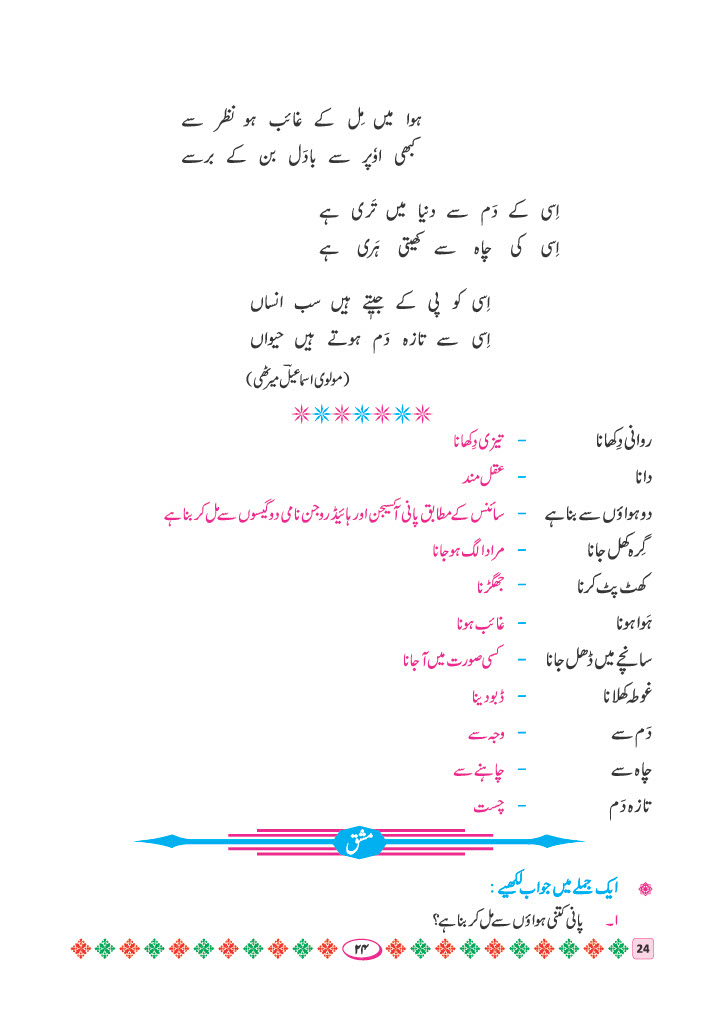 ہوا میں مِل کے غائب ہو نظر سے
کبھی اوٗپر سے بادَل بن کے برسے
اِسی کے دَم سے دنیا میں تَری ہے
اِسی کی چاہ سے کھیتی ہَری ہے
اِسی کو پی کے جیتے ہیں سب انساں
اِسی سے تازہ دَم ہوتے ہیں حیواں
(مولوی اسماعیلؔ میرٹھی)
روانی دِکھانا - تیزی دِکھانا
دانا - عقل مند
دو ہواؤں سے بنا ہے - سائنس کے مطابق پانی آکسیجن اور ہائیڈروجن نامی دو گیسوں سے مل کر بنا ہے
گِرہ کھل جانا - مراد الگ ہو جانا
کھٹ پٹ کرنا - جھگڑنا
ہَوا ہونا - غائب ہونا
سانچے میں ڈھل جانا - کسی صورت میں آ جانا
غوطہ کھلانا - ڈبو دینا
دَم سے - وجہ سے
چاہ سے - چاہنے سے
تازہ دَم - چست
مشق
ایک جملے میں جواب لکھیے :
۱۔ پانی کتنی ہواؤں سے مل کر بنا ہے؟
۲۴
24